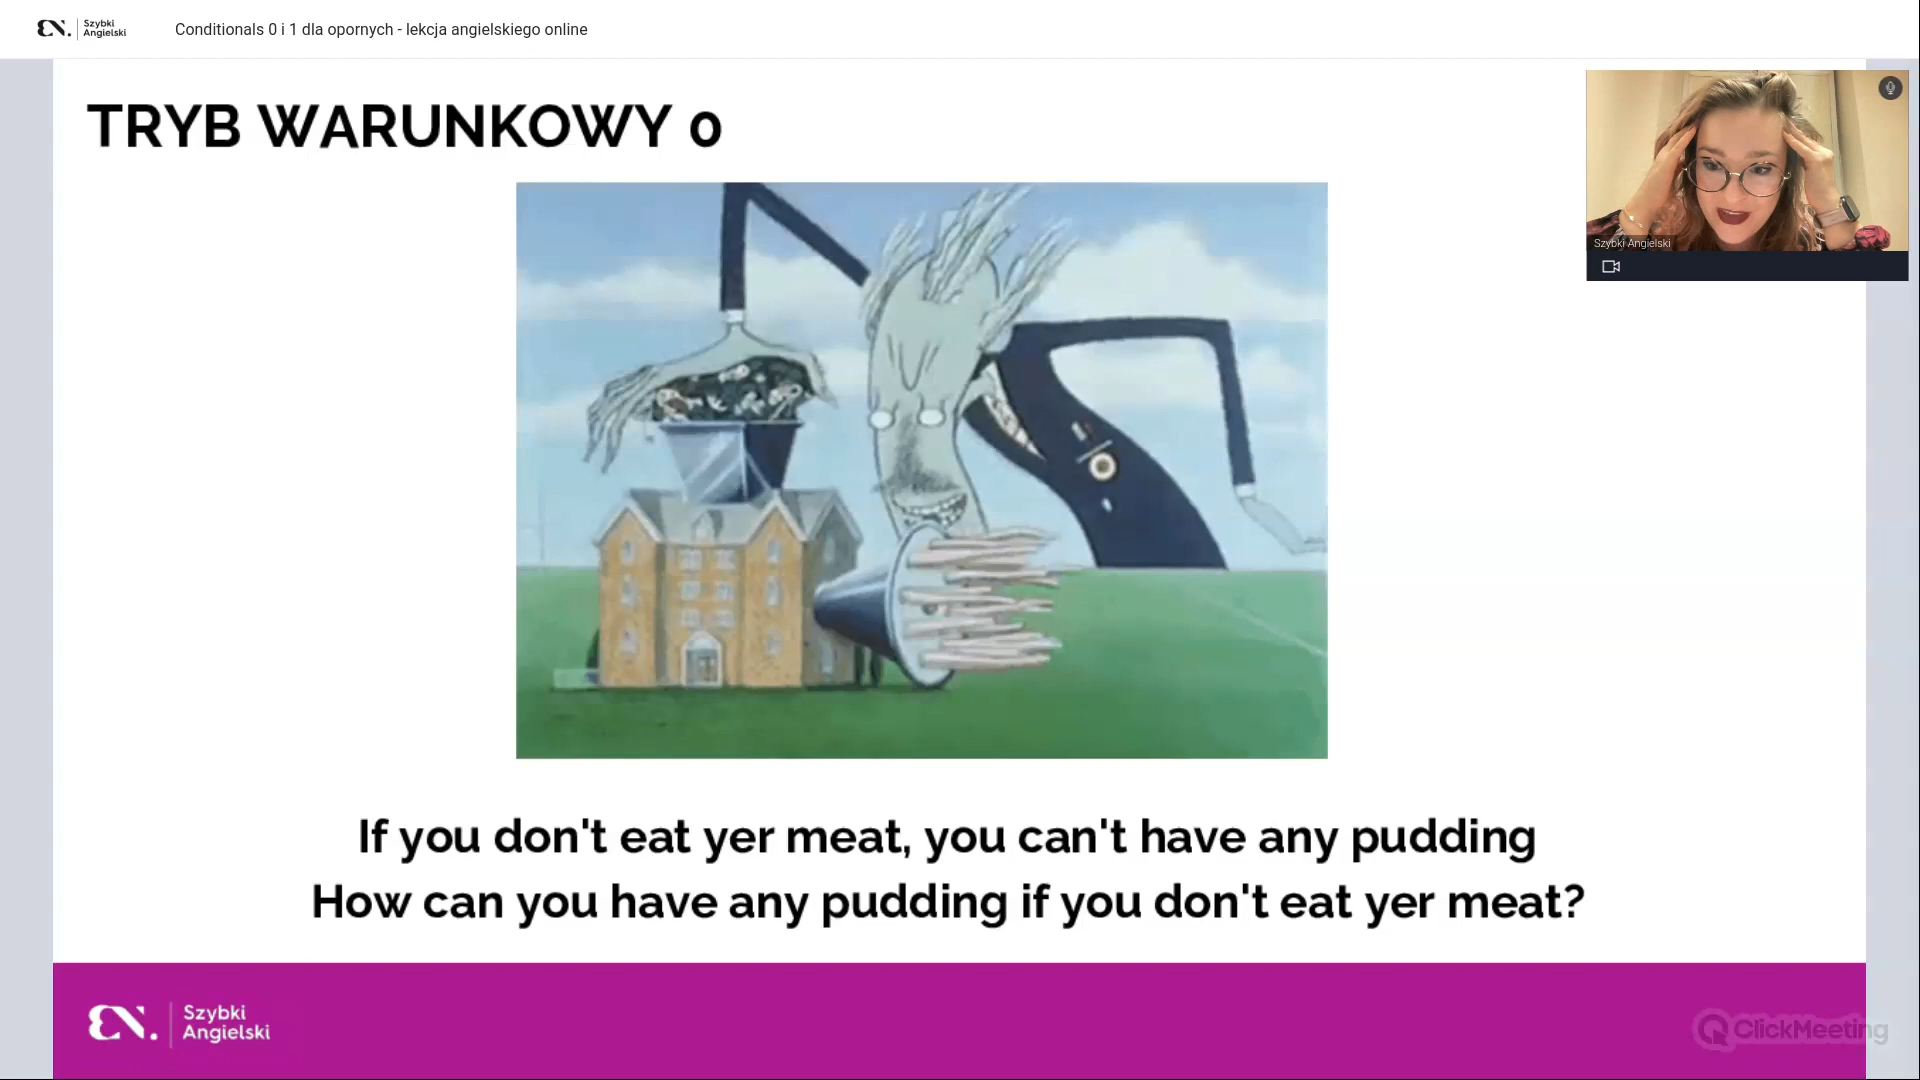 Szybki
Angielski
Conditionals 0 i 1 dla opornych - lekcja angielskiego online
TRYB WARUNKOWY 0
Szybki Angielski
If you don't eat yer meat, you can't have any pudding
How can you have any pudding if you don't eat yer meat?
Szybki
Angielski
ClickMeeting